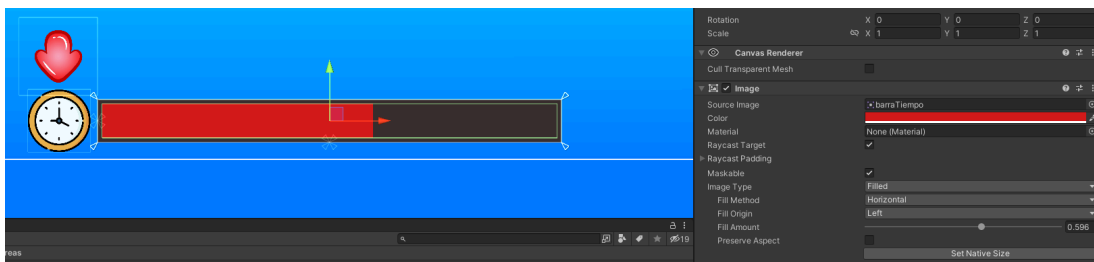 Rotation X 0 Y 0 Z 0
Scale X 1 Y 1 Z 1
Canvas Renderer
Cull Transparent Mesh
Image
Source Image barraTiempo
Color
Material None (Material)
Raycast Target
Raycast Padding
Maskable
Image Type Filled
Fill Method Horizontal
Fill Origin Left
Fill Amount 0.596
Preserve Aspect
Set Native Size
19
reas